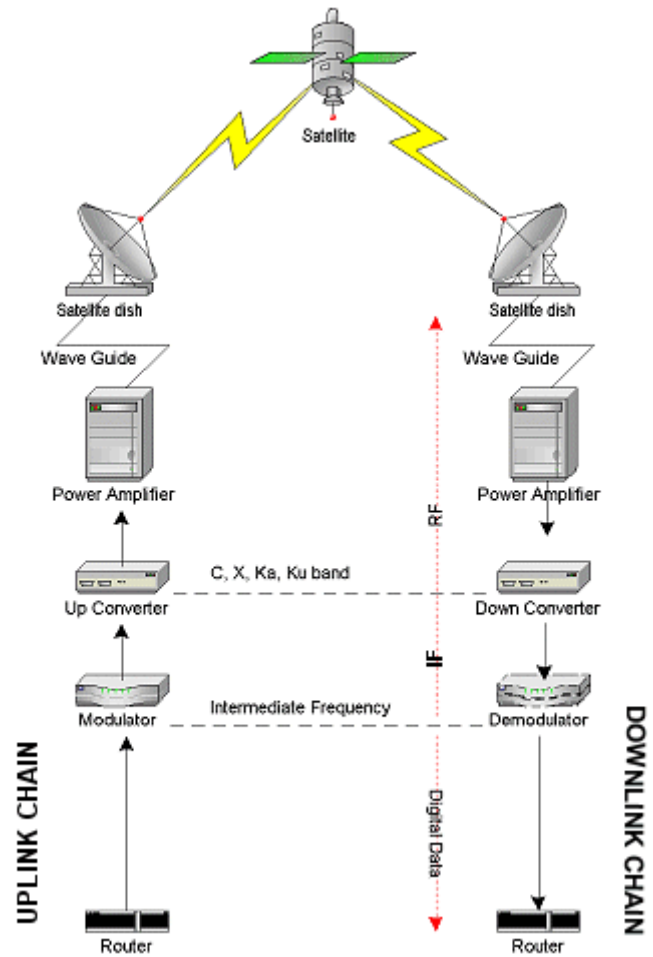 Satellite
Satellite dish
Satellite dish
Wave Guide
Wave Guide
Power Amplifier
Power Amplifier
RF
C, X, Ka, Ku band
Up Converter
Down Converter
IF
Intermediate Frequency
Modulator
Demodulator
UPLINK CHAIN
DOWNLINK CHAIN
Digital Data
Router
Router